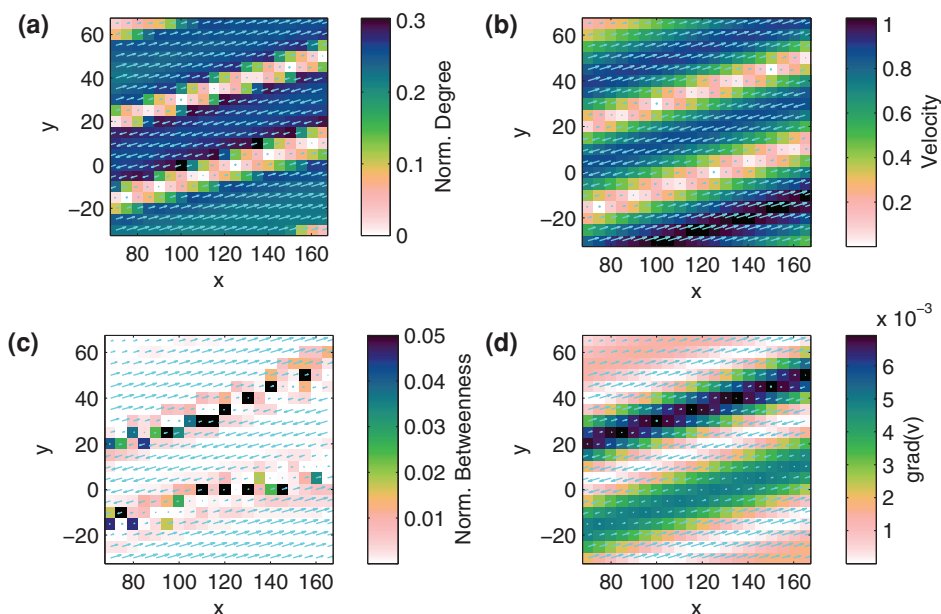 (a)
60
40
20
0
−20
y
80 100 120 140 160
x
0.3
0.2
0.1
0
Norm. Degree
(b)
60
40
20
0
−20
y
80 100 120 140 160
x
1
0.8
0.6
0.4
0.2
Velocity
(c)
60
40
20
0
−20
y
80 100 120 140 160
x
0.05
0.04
0.03
0.02
0.01
Norm. Betweenness
(d)
60
40
20
0
−20
y
80 100 120 140 160
x
x 10⁻³
6
5
4
3
2
1
grad(v)